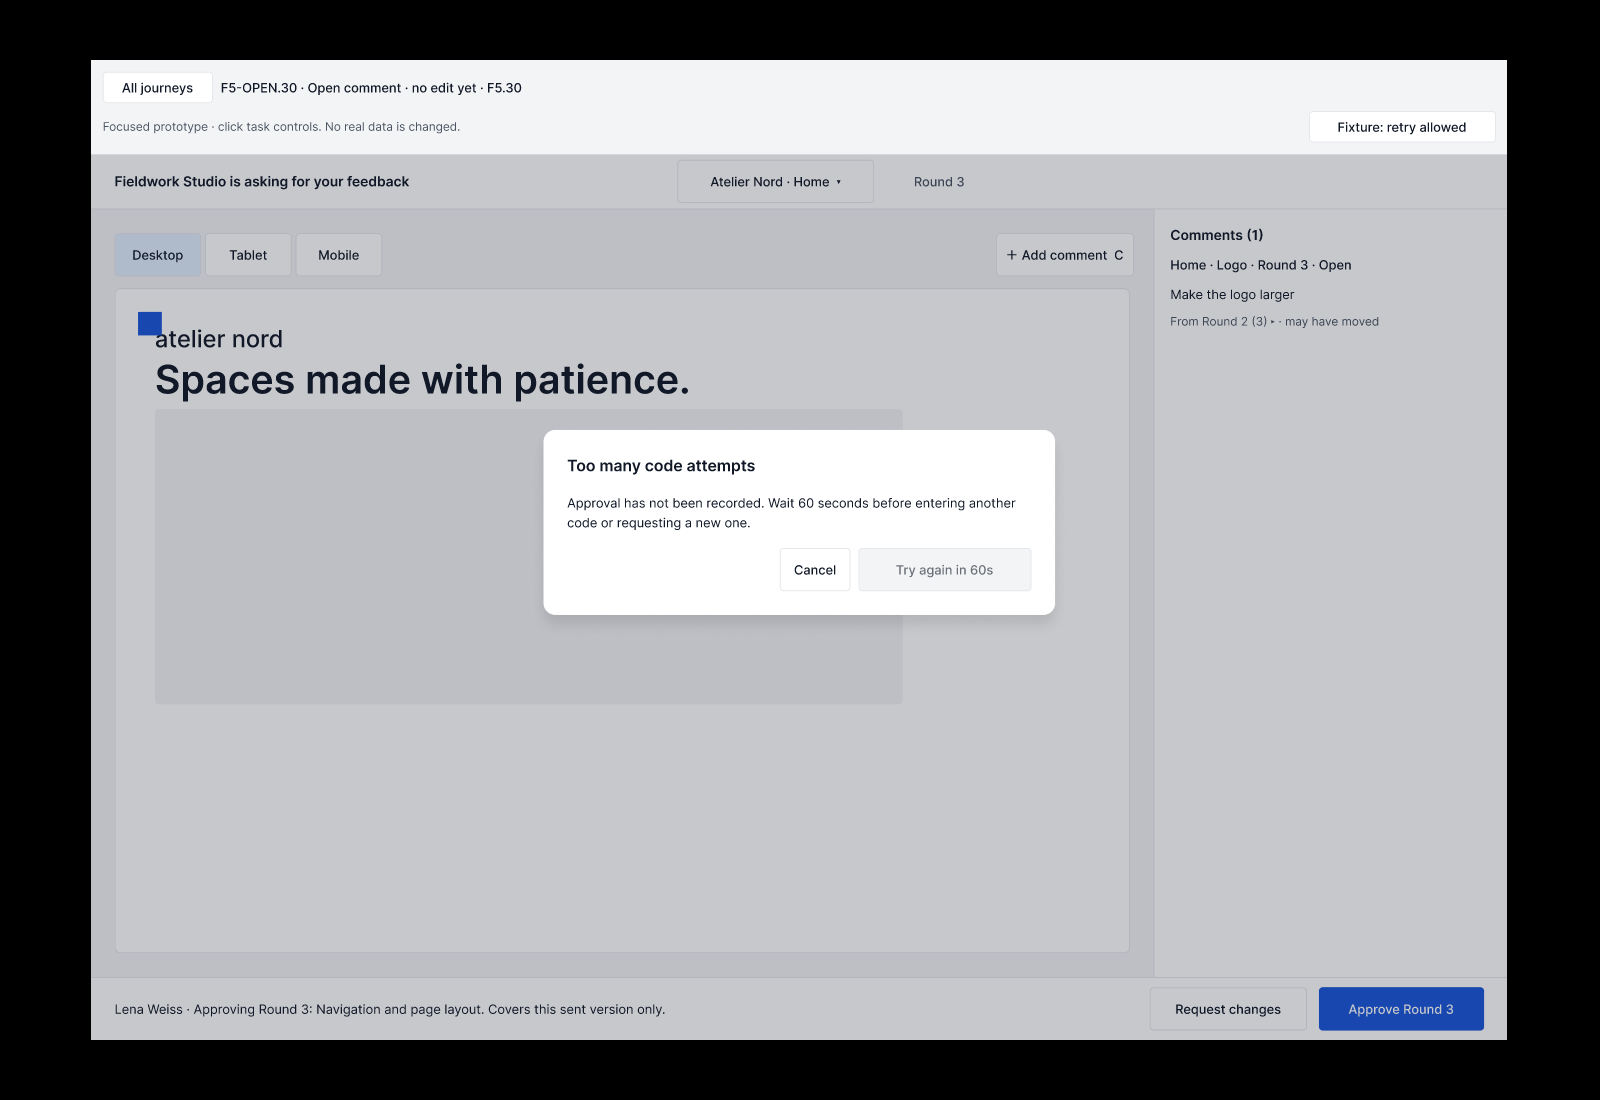 All journeys
F5-OPEN.30 · Open comment · no edit yet · F5.30
Focused prototype · click task controls. No real data is changed.
Fixture: retry allowed
Fieldwork Studio is asking for your feedback
Atelier Nord · Home ▾
Round 3
Desktop
Tablet
Mobile
+ Add comment C
Comments (1)
Home · Logo · Round 3 · Open
Make the logo larger
From Round 2 (3) ▸ · may have moved
atelier nord
Spaces made with patience.
Too many code attempts
Approval has not been recorded. Wait 60 seconds before entering another
code or requesting a new one.
Cancel
Try again in 60s
Lena Weiss · Approving Round 3: Navigation and page layout. Covers this sent version only.
Request changes
Approve Round 3